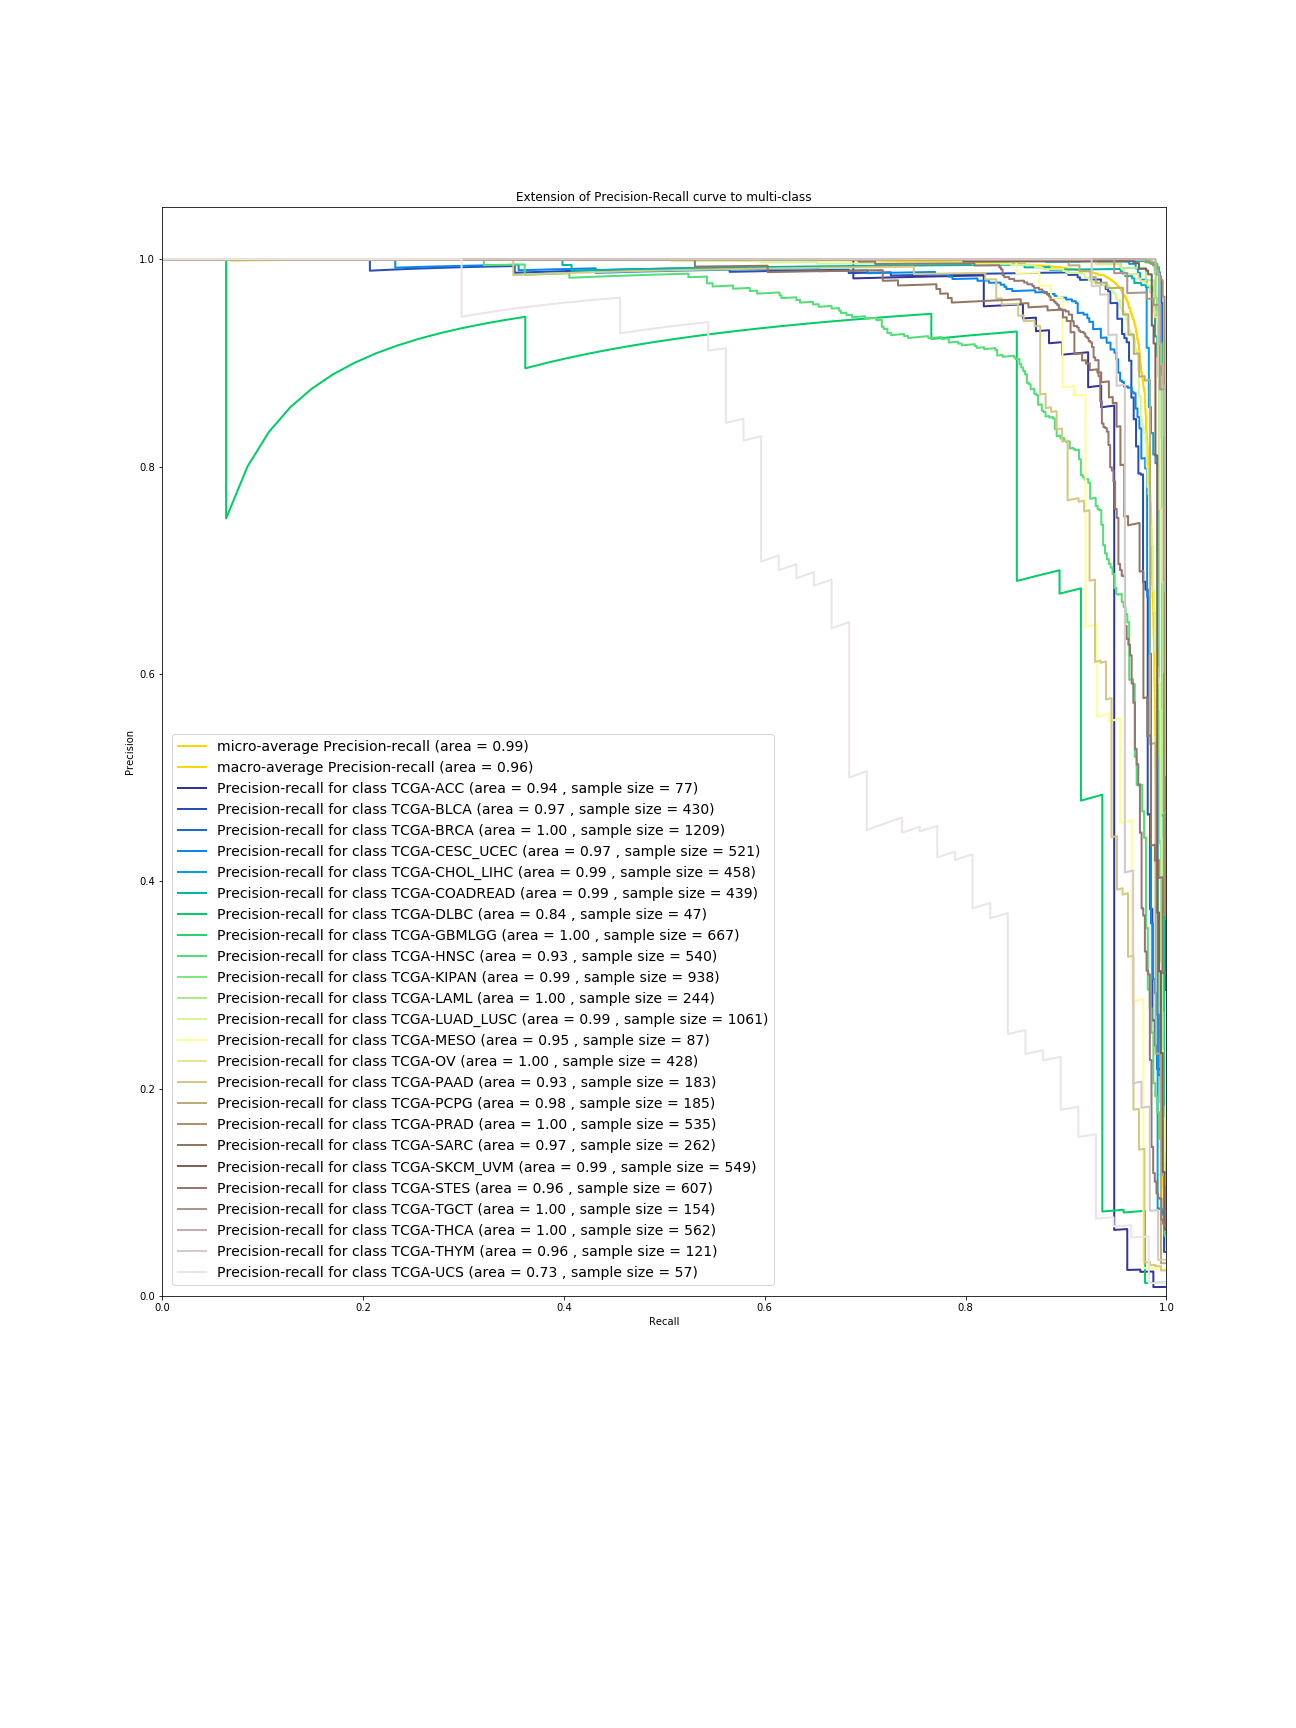 Extension of Precision-Recall curve to multi-class
1.0
0.8
0.6
0.4
0.2
0.0
Precision
micro-average Precision-recall (area = 0.99)
macro-average Precision-recall (area = 0.96)
Precision-recall for class TCGA-ACC (area = 0.94 , sample size = 77)
Precision-recall for class TCGA-BLCA (area = 0.97 , sample size = 430)
Precision-recall for class TCGA-BRCA (area = 1.00 , sample size = 1209)
Precision-recall for class TCGA-CESC_UCEC (area = 0.97 , sample size = 521)
Precision-recall for class TCGA-CHOL_LIHC (area = 0.99 , sample size = 458)
Precision-recall for class TCGA-COADREAD (area = 0.99 , sample size = 439)
Precision-recall for class TCGA-DLBC (area = 0.84 , sample size = 47)
Precision-recall for class TCGA-GBMLGG (area = 1.00 , sample size = 667)
Precision-recall for class TCGA-HNSC (area = 0.93 , sample size = 540)
Precision-recall for class TCGA-KIPAN (area = 0.99 , sample size = 938)
Precision-recall for class TCGA-LAML (area = 1.00 , sample size = 244)
Precision-recall for class TCGA-LUAD_LUSC (area = 0.99 , sample size = 1061)
Precision-recall for class TCGA-MESO (area = 0.95 , sample size = 87)
Precision-recall for class TCGA-OV (area = 1.00 , sample size = 428)
Precision-recall for class TCGA-PAAD (area = 0.93 , sample size = 183)
Precision-recall for class TCGA-PCPG (area = 0.98 , sample size = 185)
Precision-recall for class TCGA-PRAD (area = 1.00 , sample size = 535)
Precision-recall for class TCGA-SARC (area = 0.97 , sample size = 262)
Precision-recall for class TCGA-SKCM_UVM (area = 0.99 , sample size = 549)
Precision-recall for class TCGA-STES (area = 0.96 , sample size = 607)
Precision-recall for class TCGA-TGCT (area = 1.00 , sample size = 154)
Precision-recall for class TCGA-THCA (area = 1.00 , sample size = 562)
Precision-recall for class TCGA-THYM (area = 0.96 , sample size = 121)
Precision-recall for class TCGA-UCS (area = 0.73 , sample size = 57)
0.0 0.2 0.4 0.6 0.8 1.0
Recall